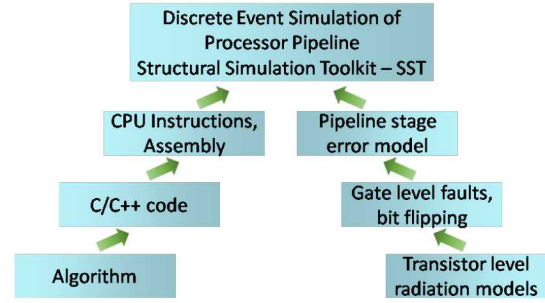 Discrete Event Simulation of
Processor Pipeline
Structural Simulation Toolkit – SST
CPU Instructions,
Assembly
Pipeline stage
error model
C/C++ code
Gate level faults,
bit flipping
Algorithm
Transistor level
radiation models